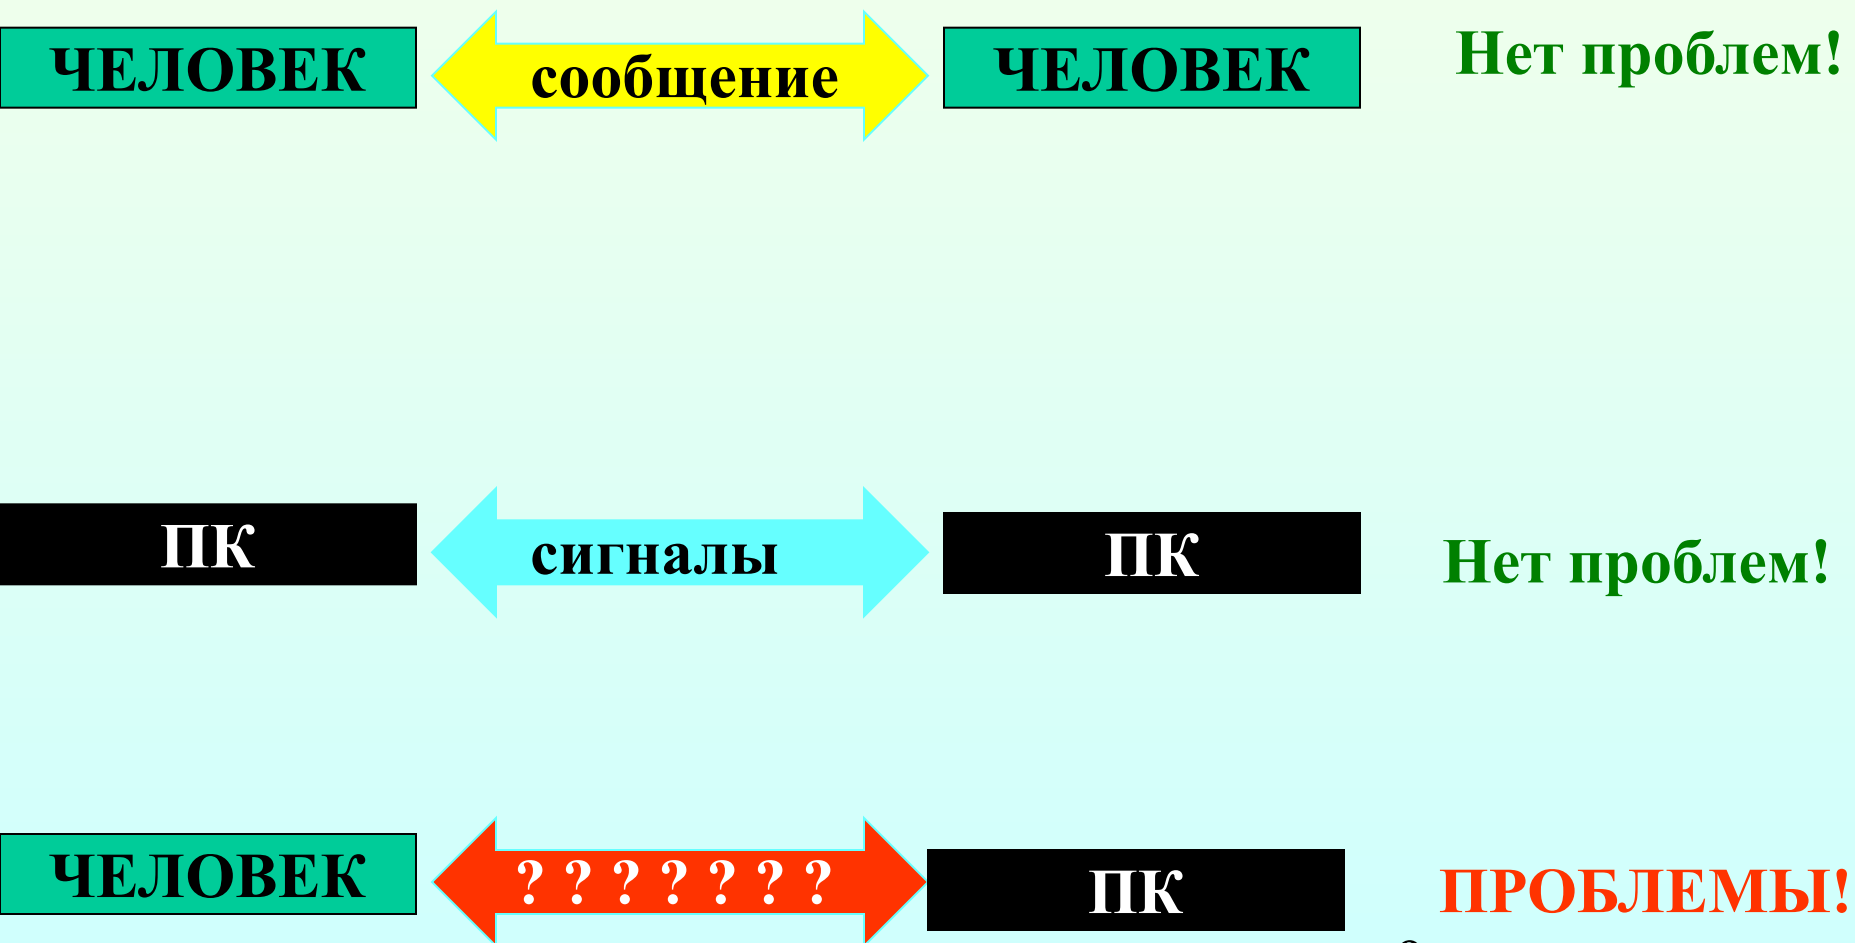 ЧЕЛОВЕК сообщение ЧЕЛОВЕК Нет проблем!
ПК сигналы ПК Нет проблем!
ЧЕЛОВЕК ? ? ? ? ? ? ? ПК ПРОБЛЕМЫ!